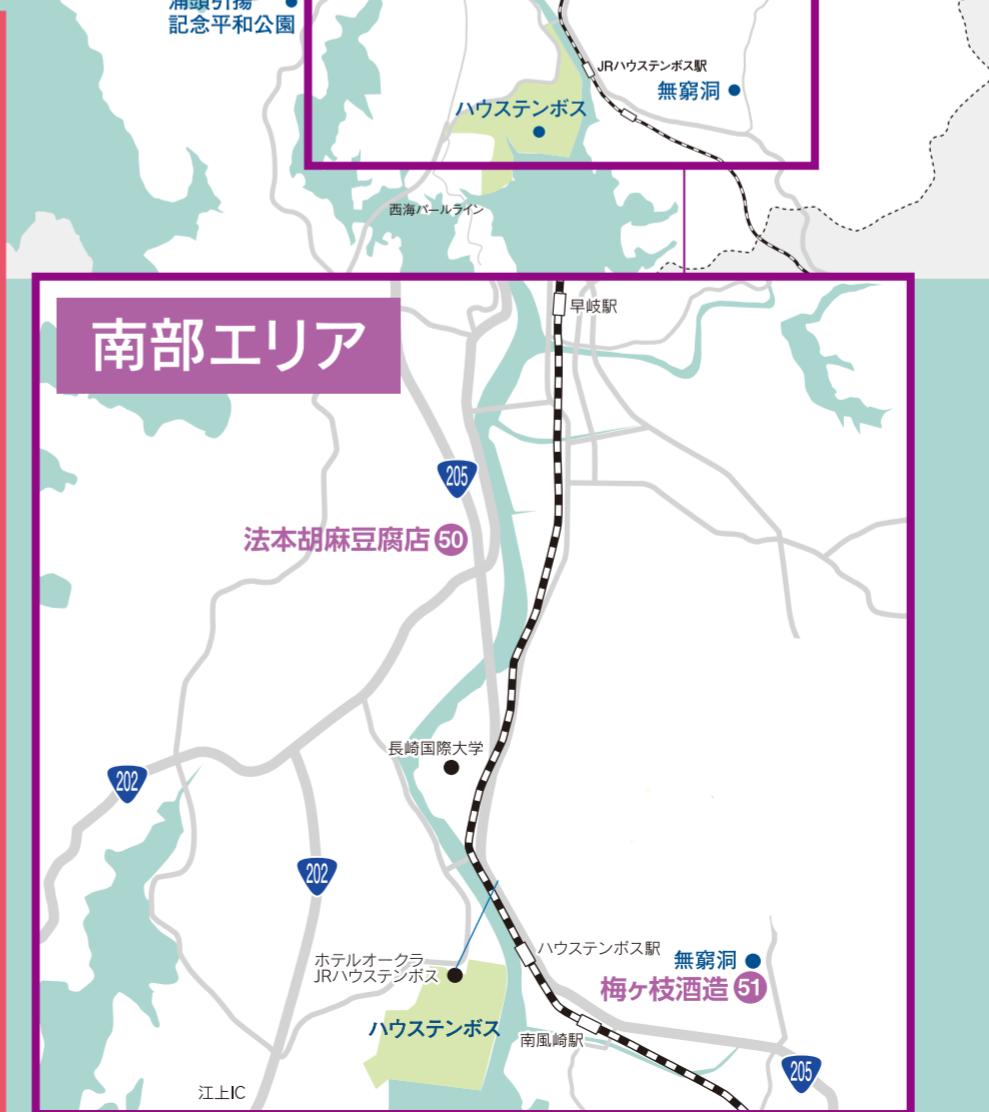 浦頭引揚
記念平和公園
JRハウステンボス駅
無窮洞
ハウステンボス
西海パールライン
南部エリア
早岐駅
205
法本胡麻豆腐店 50
長崎国際大学
202
202
ハウステンボス駅
無窮洞
ホテルオークラ
JRハウステンボス
梅ヶ枝酒造 51
ハウステンボス
南風崎駅
205
江上IC